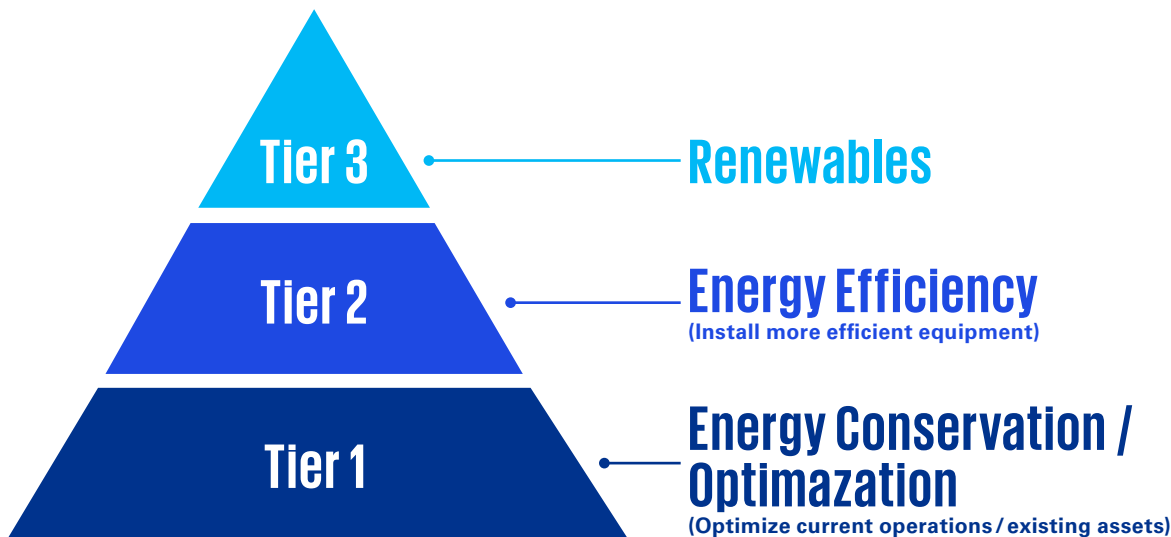 Tier 3
Renewables
Tier 2
Energy Efficiency
(Install more efficient equipment)
Tier 1
Energy Conservation /
Optimazation
(Optimize current operations/existing assets)